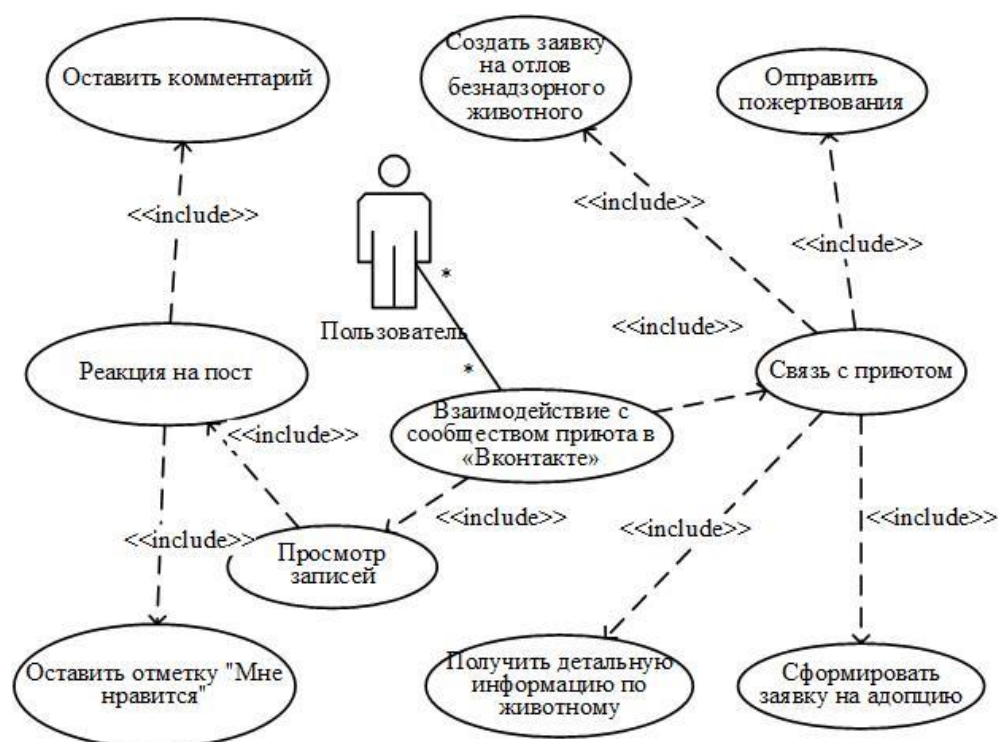 Оставить комментарий
Создать заявку
на отлов
безнадзорного
животного
Отправить
пожертвования
<<include>>
<<include>>
<<include>>
*
Пользователь
*
Реакция на пост
Связь с приютом
Взаимодействие с
сообществом приюта в
«Вконтакте»
<<include>>
<<include>>
<<include>>
<<include>>
<<include>>
<<include>>
Просмотр
записей
Оставить отметку "Мне
нравится"
Получить детальную
информацию по
животному
Сформировать
заявку на адопцию